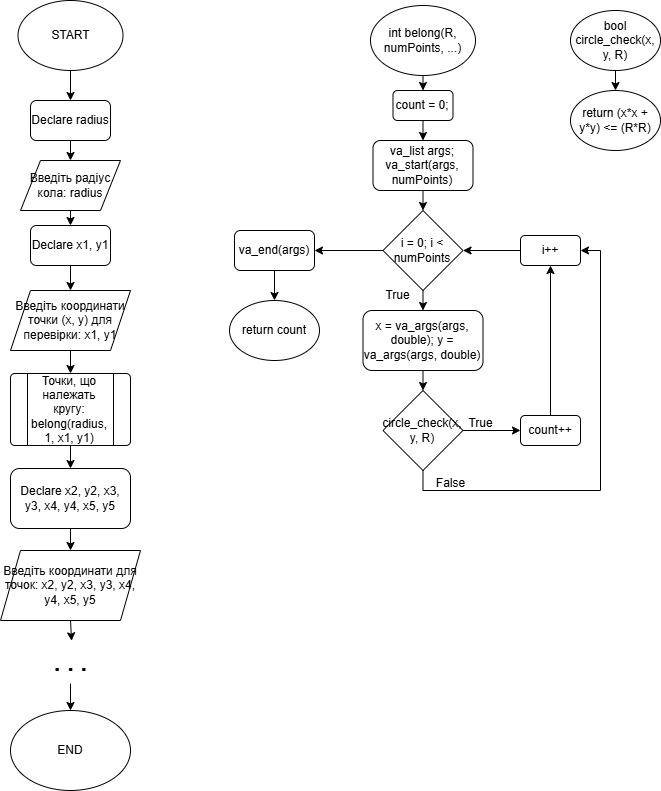 START
Declare radius
Введіть радіус
кола: radius
Declare x1, y1
Введіть координати
точки (x, y) для
перевірки: x1, y1
Точки, що
належать
кругу:
belong(radius,
1, x1, y1)
Declare x2, y2, x3,
y3, x4, y4, x5, y5
Введіть координати для
точок: x2, y2, x3, y3, x4,
y4, x5, y5
. . .
END
int belong(R,
numPoints, ...)
count = 0;
va_list args;
va_start(args,
numPoints)
i = 0; i <
numPoints
va_end(args)
return count
i++
True
x = va_args(args,
double); y =
va_args(args, double)
circle_check(x,
y, R)
True
count++
False
bool
circle_check(x,
y, R)
return (x*x +
y*y) <= (R*R)